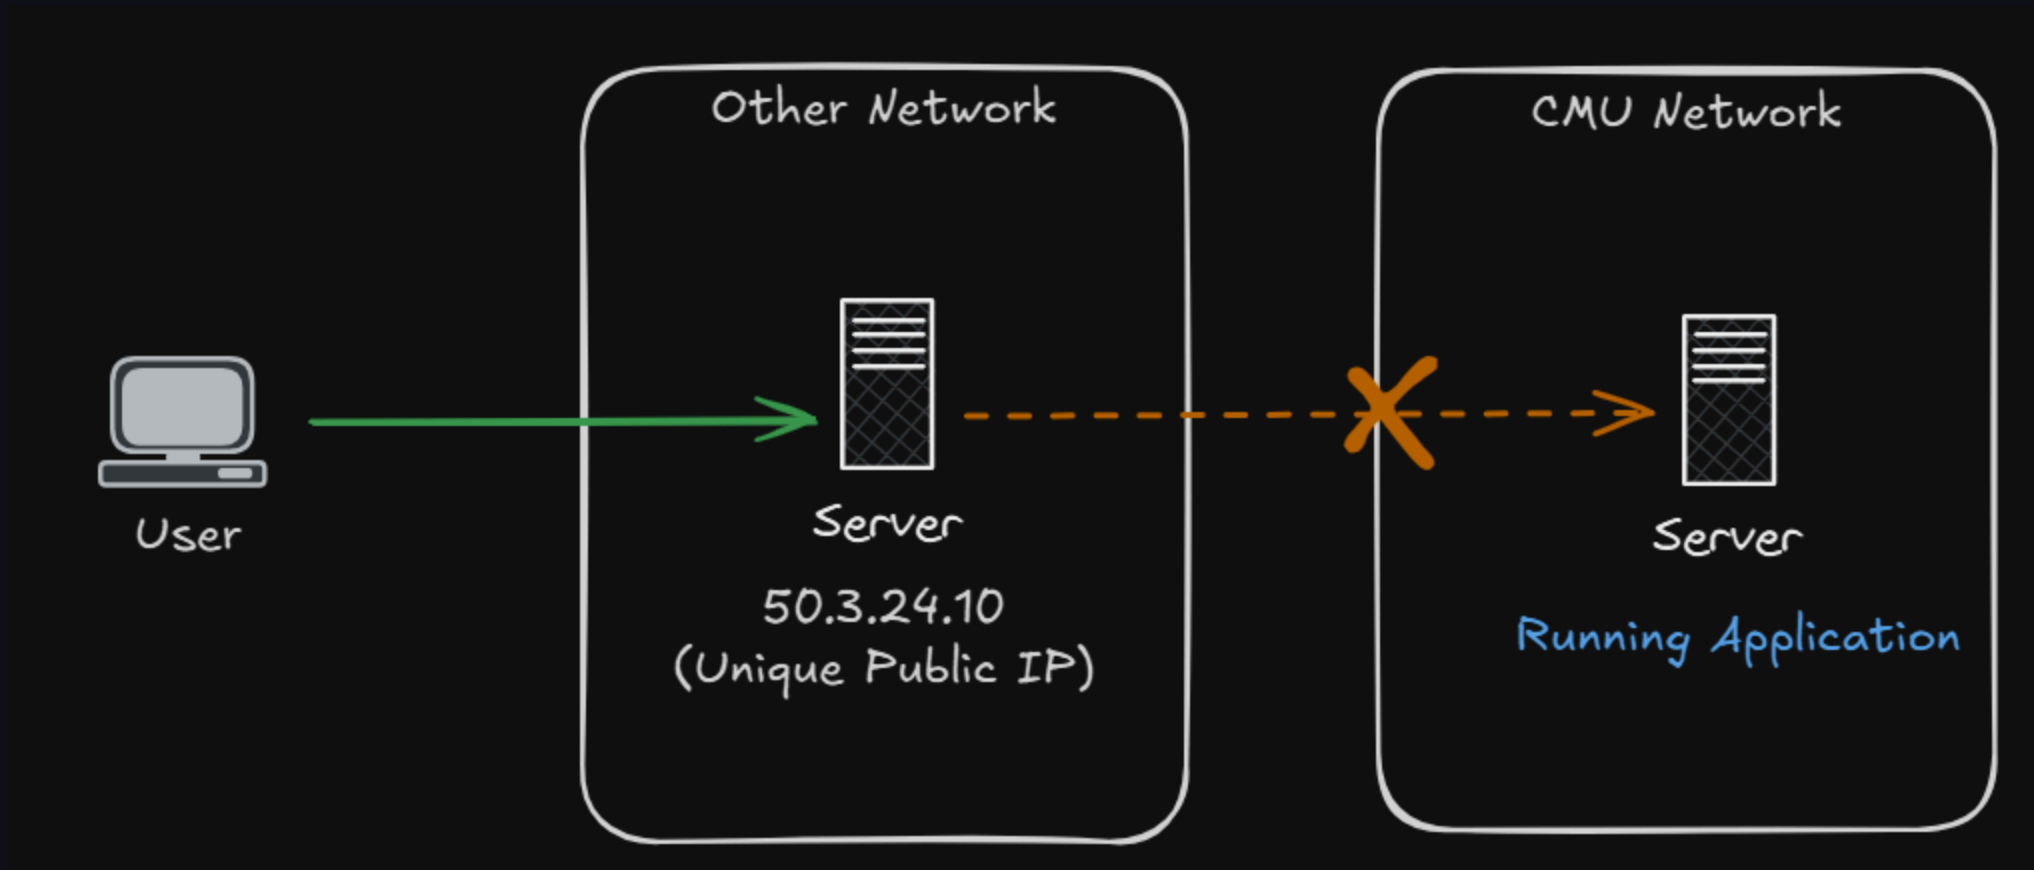 Other Network
CMU Network
User
Server
50.3.24.10
(Unique Public IP)
Server
Running Application